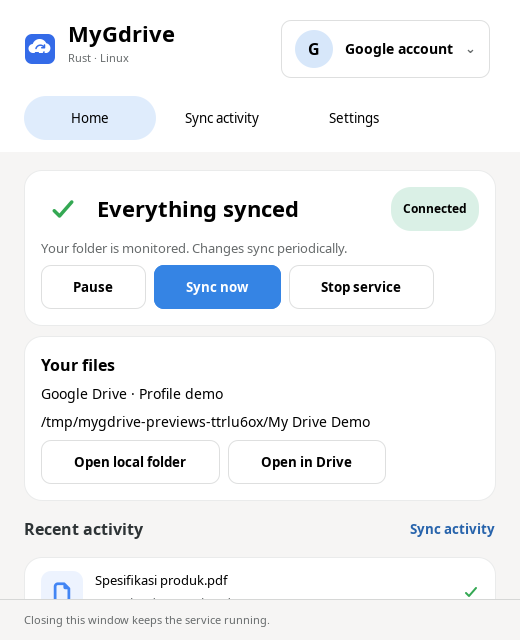 MyGdrive
Rust · Linux
G
Google account
Home
Sync activity
Settings
Everything synced
Connected
Your folder is monitored. Changes sync periodically.
Pause
Sync now
Stop service
Your files
Google Drive · Profile demo
/tmp/mygdrive-previews-ttrlu6ox/My Drive Demo
Open local folder
Open in Drive
Recent activity
Sync activity
Spesifikasi produk.pdf
Closing this window keeps the service running.